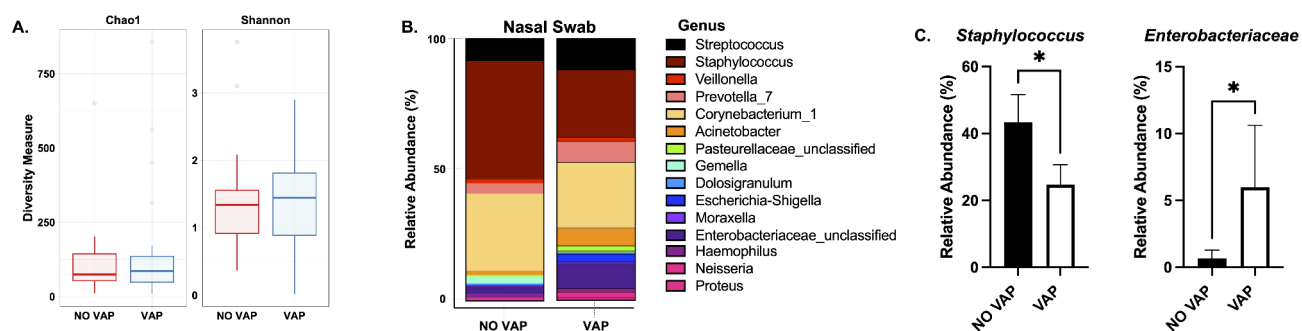 A.
Chao1
Shannon
Diversity Measure
750
500
250
0
3
2
1
0
NO VAP
VAP
NO VAP
VAP
B.
Nasal Swab
Relative Abundance (%)
100
50
0
NO VAP
VAP
Genus
Streptococcus
Staphylococcus
Veillonella
Prevotella_7
Corynebacterium_1
Acinetobacter
Pasteurellaceae_unclassified
Gemella
Dolosigranulum
Escherichia-Shigella
Moraxella
Enterobacteriaceae_unclassified
Haemophilus
Neisseria
Proteus
C.
Staphylococcus
Relative Abundance (%)
60
40
20
0
*
NO VAP
VAP
Enterobacteriaceae
Relative Abundance (%)
15
10
5
0
*
NO VAP
VAP